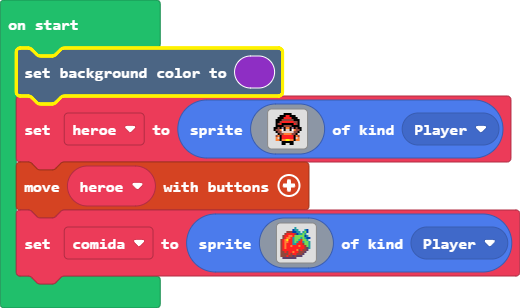 on start
set background color to
set heroe to sprite of kind Player
move heroe with buttons
set comida to sprite of kind Player